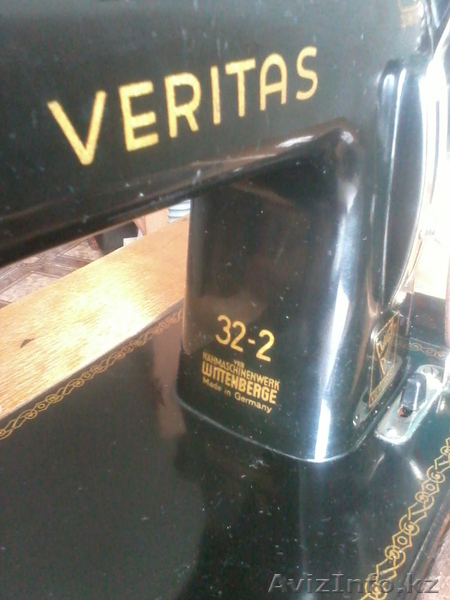 VERITAS
32-2
VEB
NÄHMASCHINENWERK
WITTENBERGE
Made in Germany
AvizInfo.kz